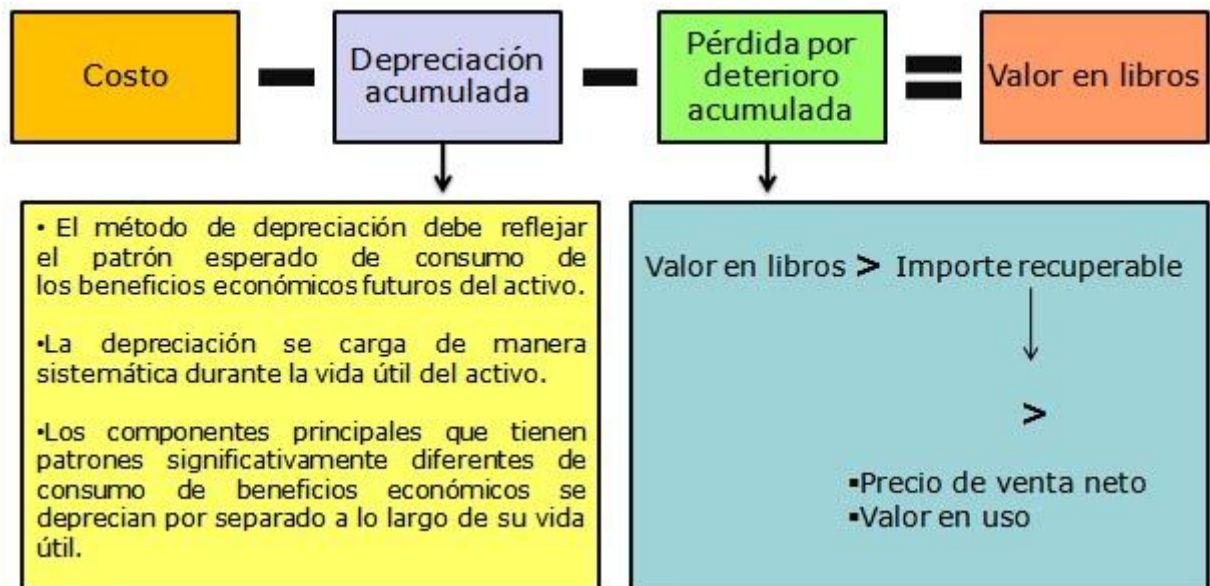 Costo
Depreciación
acumulada
Pérdida por
deterioro
acumulada
Valor en libros
• El método de depreciación debe reflejar
el patrón esperado de consumo de
los beneficios económicos futuros del activo.
•La depreciación se carga de manera
sistemática durante la vida útil del activo.
•Los componentes principales que tienen
patrones significativamente diferentes de
consumo de beneficios económicos se
deprecian por separado a lo largo de su vida
útil.
Valor en libros > Importe recuperable
>
▪Precio de venta neto
▪Valor en uso